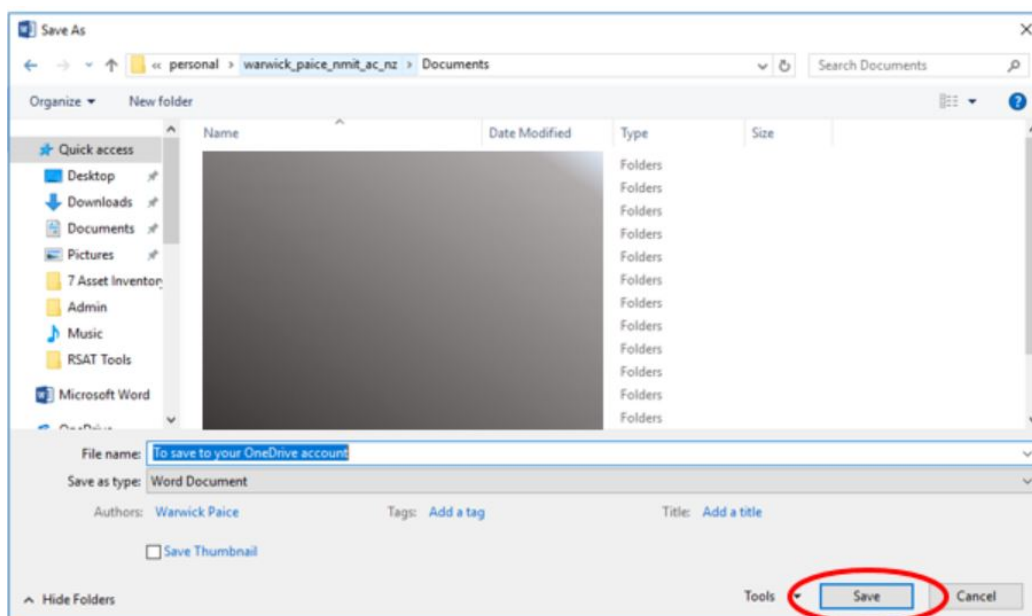 Save As
« personal › warwick_paice_nmit_ac_nz › Documents
Search Documents
Organize
New folder
Name
Date Modified
Type
Size
Quick access
Desktop
Downloads
Documents
Pictures
7 Asset Inventor
Admin
Music
RSAT Tools
Microsoft Word
OneDrive
Folders
Folders
Folders
Folders
Folders
Folders
Folders
Folders
Folders
Folders
Folders
Folders
File name: To save to your OneDrive account
Save as type: Word Document
Authors: Warwick Paice Tags: Add a tag Title: Add a title
Save Thumbnail
Hide Folders
Tools
Save
Cancel